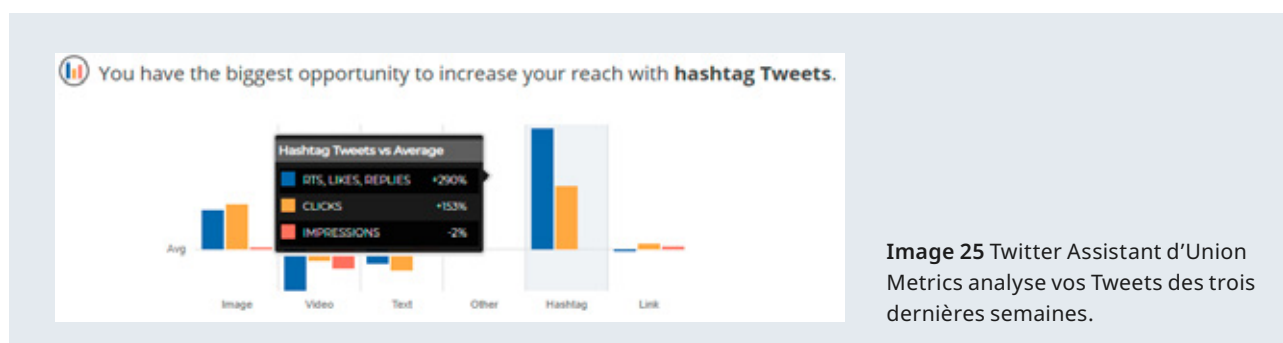 You have the biggest opportunity to increase your reach with hashtag Tweets.
Hashtag Tweets vs Average
RTS, LIKES, REPLIES +290%
CLICKS +153%
IMPRESSIONS -2%
Avg
Image Video Text Other Hashtag Link
Image 25 Twitter Assistant d’Union
Metrics analyse vos Tweets des trois
dernières semaines.